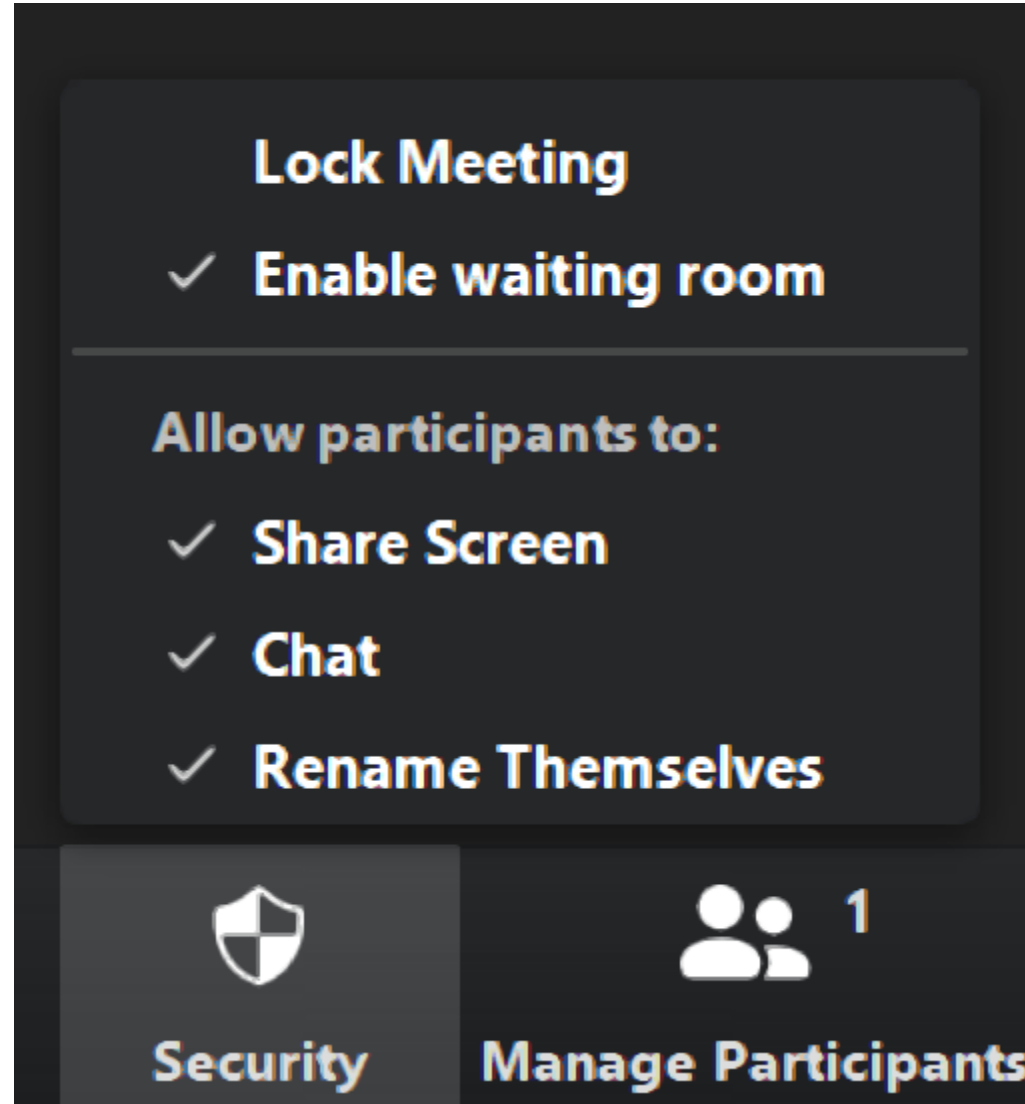 Lock Meeting
Enable waiting room
Allow participants to:
Share Screen
Chat
Rename Themselves
1
Security
Manage Participants